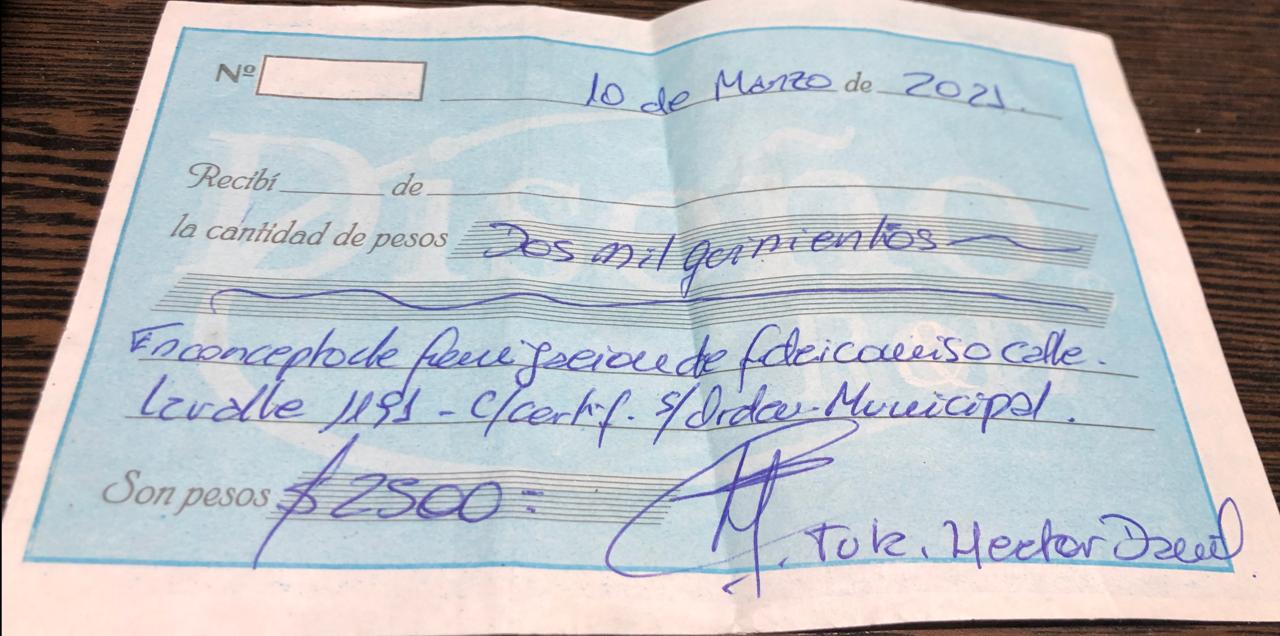 Nº
10 de Marzo de 2021.
Recibí de
la cantidad de pesos Dos mil quinientos
En concepto de fumigacion de fideicomiso calle.
Lavalle 1191 - C/certif. s/Orden Municipal.
Son pesos $ 2500 =
Tok. Hector Daniel